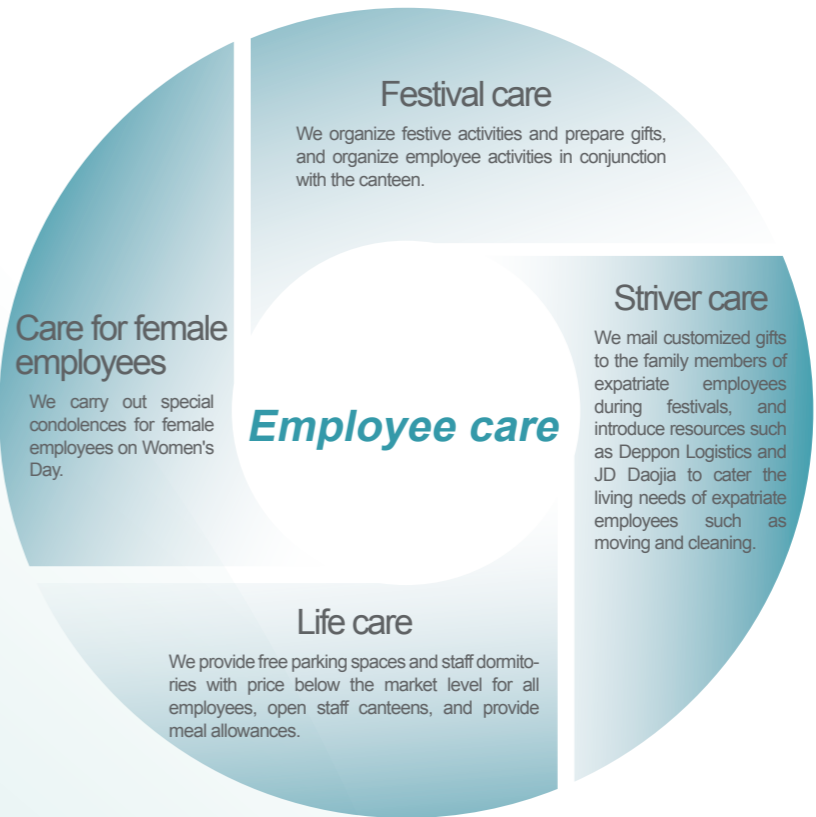 Festival care
We organize festive activities and prepare gifts,
and organize employee activities in conjunction
with the canteen.
Striver care
We mail customized gifts
to the family members of
expatriate employees
during festivals, and
introduce resources such
as Deppon Logistics and
JD Daojia to cater the
living needs of expatriate
employees such as
moving and cleaning.
Care for female
employees
We carry out special
condolences for female
employees on Women's
Day.
Employee care
Life care
We provide free parking spaces and staff dormito-
ries with price below the market level for all
employees, open staff canteens, and provide
meal allowances.